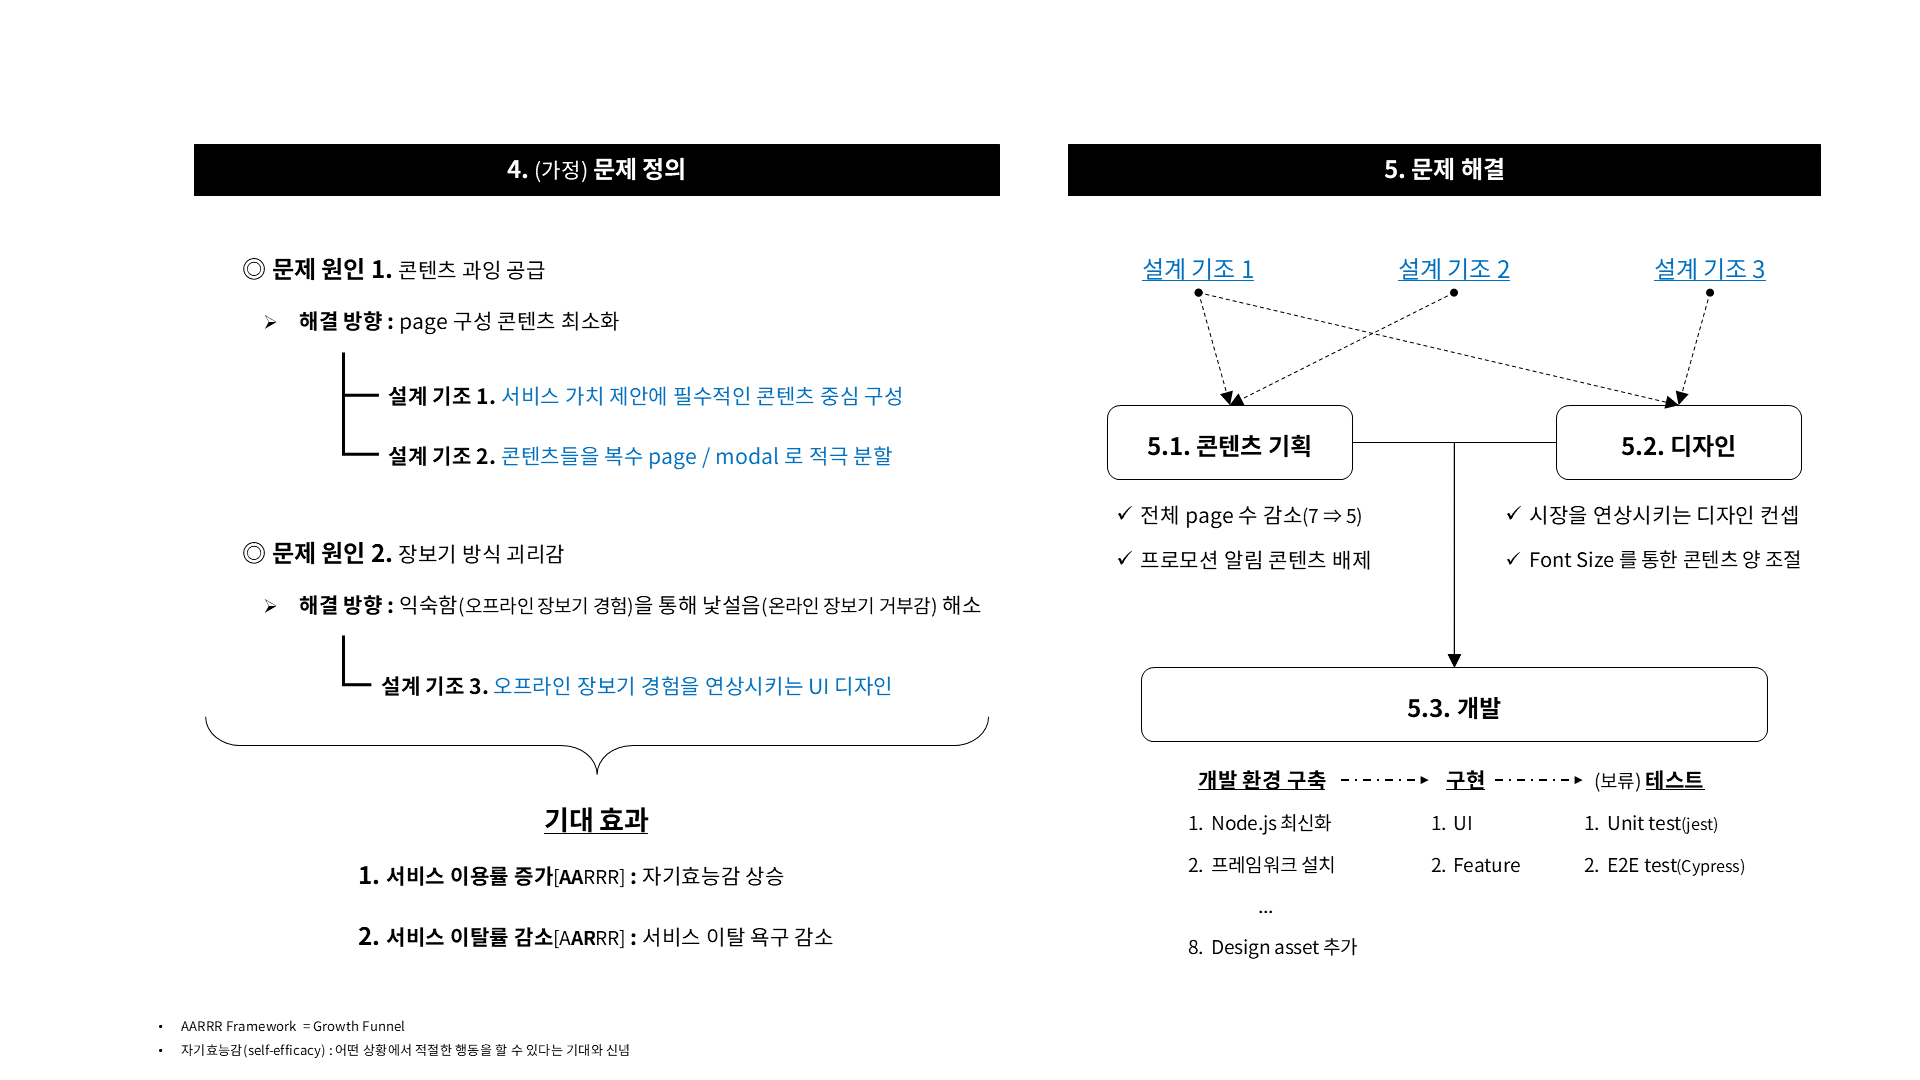 4. (가정) 문제 정의
◎ 문제 원인 1. 콘텐츠 과잉 공급
➢ 해결 방향 : page 구성 콘텐츠 최소화
설계 기조 1. 서비스 가치 제안에 필수적인 콘텐츠 중심 구성
설계 기조 2. 콘텐츠들을 복수 page / modal 로 적극 분할
◎ 문제 원인 2. 장보기 방식 괴리감
➢ 해결 방향 : 익숙함(오프라인 장보기 경험)을 통해 낯설음(온라인 장보기 거부감) 해소
설계 기조 3. 오프라인 장보기 경험을 연상시키는 UI 디자인
기대 효과
1. 서비스 이용률 증가[AARRR] : 자기효능감 상승
2. 서비스 이탈률 감소[AARRR] : 서비스 이탈 욕구 감소
• AARRR Framework = Growth Funnel
• 자기효능감(self-efficacy) : 어떤 상황에서 적절한 행동을 할 수 있다는 기대와 신념
5. 문제 해결
설계 기조 1
설계 기조 2
설계 기조 3
5.1. 콘텐츠 기획
✓ 전체 page 수 감소(7 ⇒ 5)
✓ 프로모션 알림 콘텐츠 배제
5.2. 디자인
✓ 시장을 연상시키는 디자인 컨셉
✓ Font Size 를 통한 콘텐츠 양 조절
5.3. 개발
개발 환경 구축
1. Node.js 최신화
2. 프레임워크 설치
...
8. Design asset 추가
구현
1. UI
2. Feature
(보류) 테스트
1. Unit test(jest)
2. E2E test(Cypress)